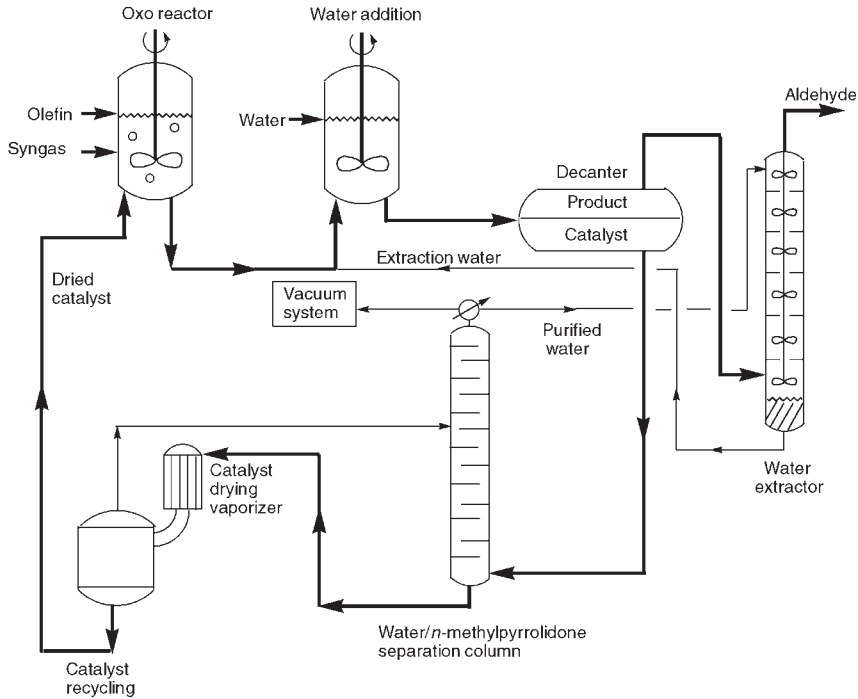 Oxo reactor
Water addition
Olefin
Syngas
Water
Aldehyde
Decanter
Product
Catalyst
Extraction water
Dried
catalyst
Vacuum
system
Purified
water
Catalyst
drying
vaporizer
Water
extractor
Water/n-methylpyrrolidone
separation column
Catalyst
recycling